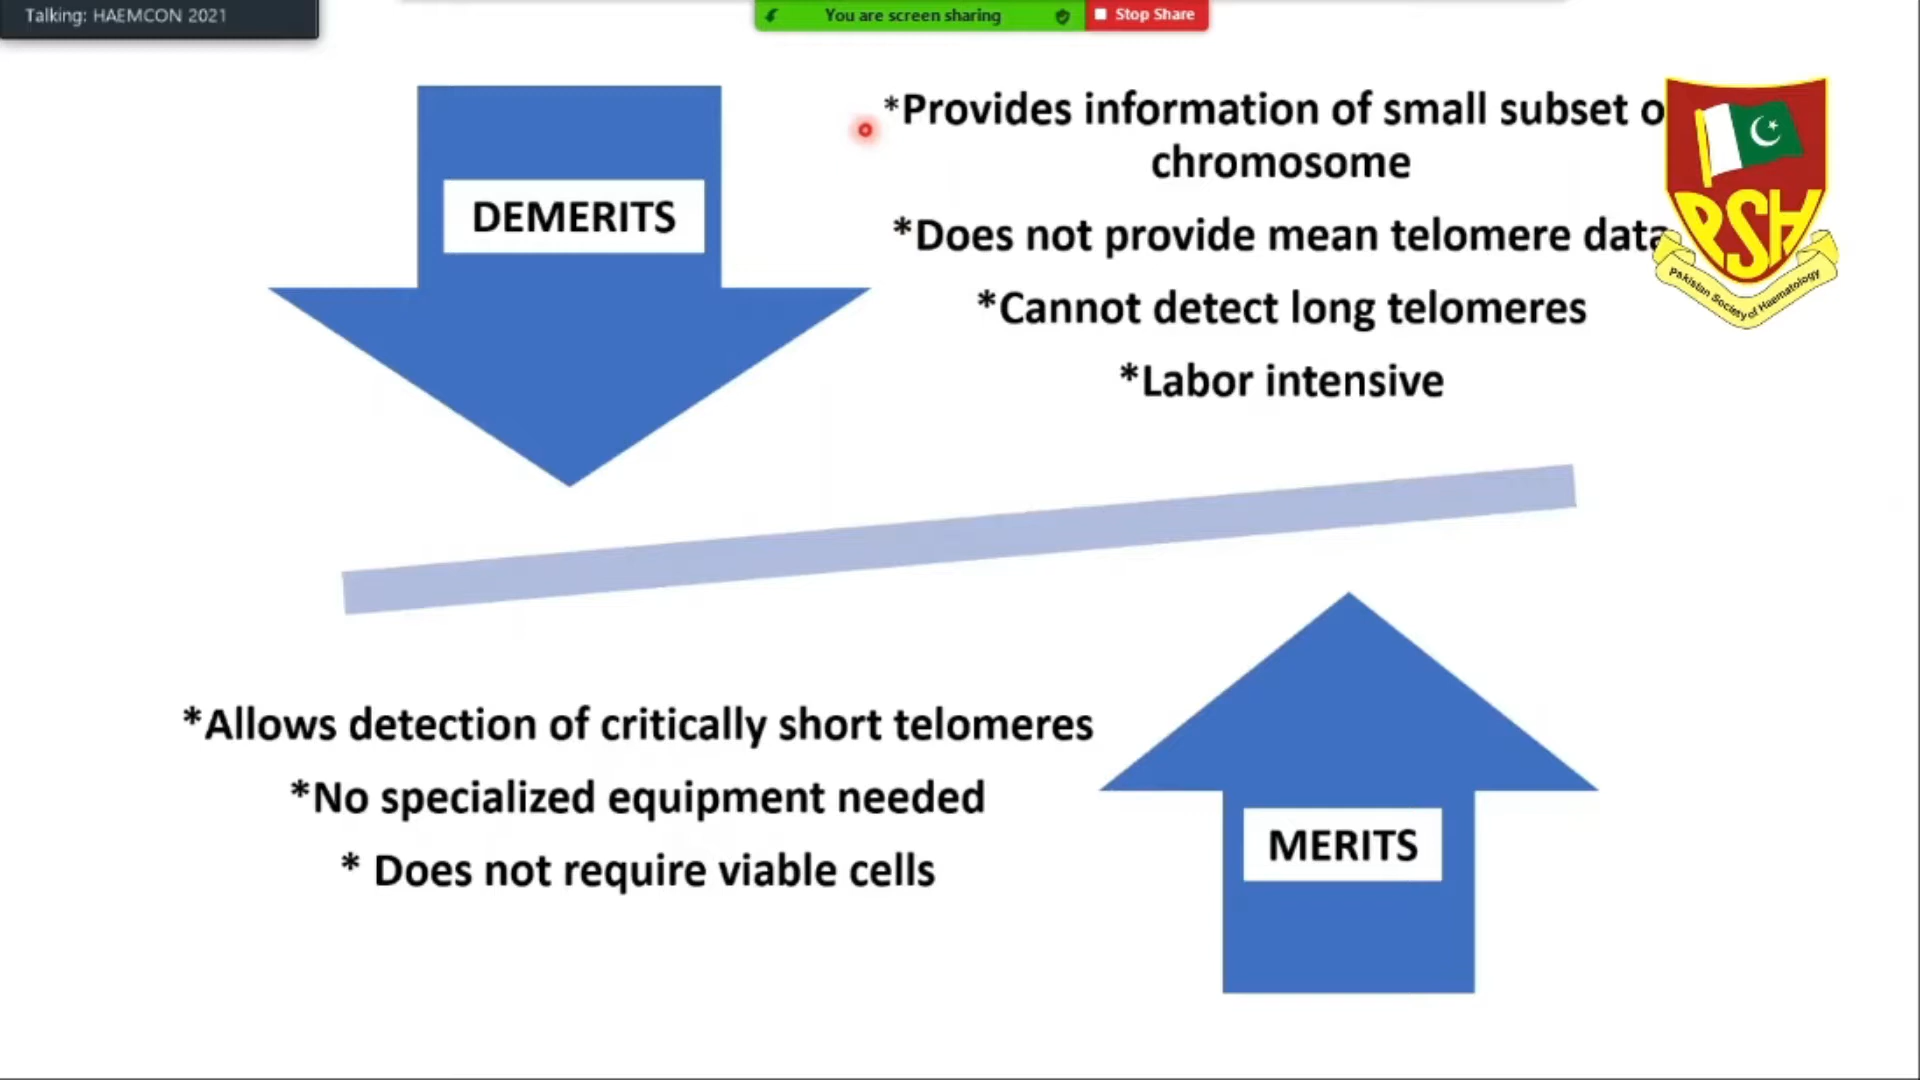 Talking: HAEMCON 2021
You are screen sharing
Stop Share
*Provides information of small subset o
chromosome
DEMERITS
*Does not provide mean telomere data
*Cannot detect long telomeres
*Labor intensive
PSH
Pakistan Society of Haematology
*Allows detection of critically short telomeres
*No specialized equipment needed
* Does not require viable cells
MERITS